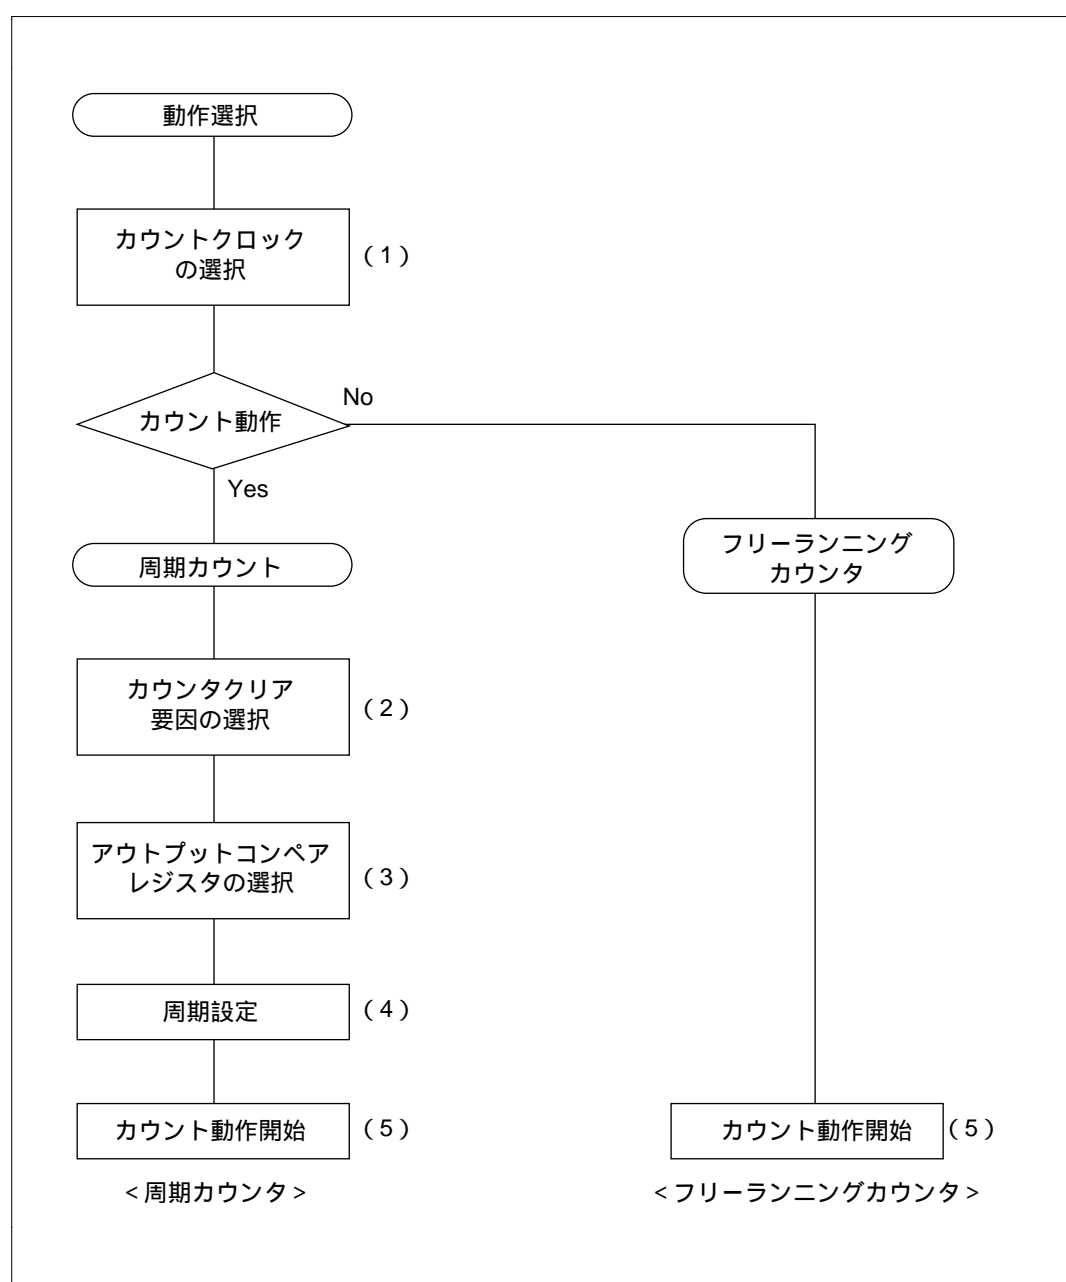 動作選択
カウントクロック
の選択
(1)
カウント動作
No
Yes
周期カウント
フリーランニング
カウンタ
カウンタクリア
要因の選択
(2)
アウトプットコンペア
レジスタの選択
(3)
周期設定
(4)
カウント動作開始
(5)
カウント動作開始
(5)
<周期カウンタ>
<フリーランニングカウンタ>